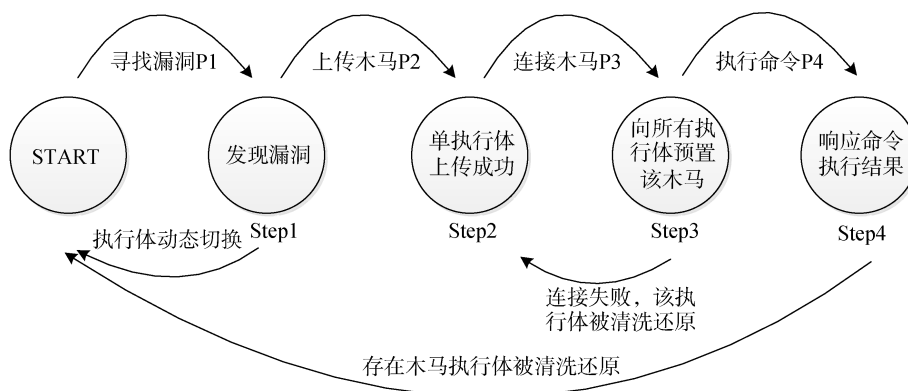 寻找漏洞P1
上传木马P2
连接木马P3
执行命令P4
START
发现漏洞
单执行体
上传成功
向所有执
行体预置
该木马
响应命令
执行结果
Step1
Step2
Step3
Step4
执行体动态切换
连接失败，该执
行体被清洗还原
存在木马执行体被清洗还原